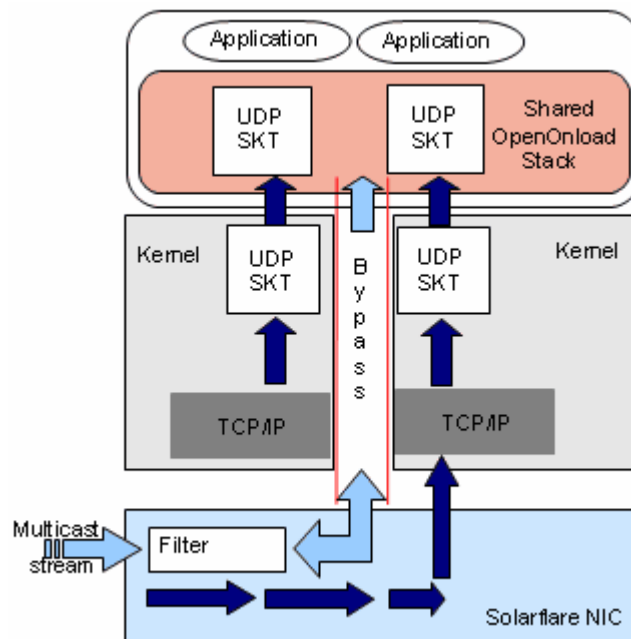 Application
Application
UDP
SKT
UDP
SKT
Shared
OpenOnload
Stack
Kernel
UDP
SKT
Bypass
UDP
SKT
Kernel
TCP/IP
TCP/IP
Multicast
stream
Filter
Solarflare NIC